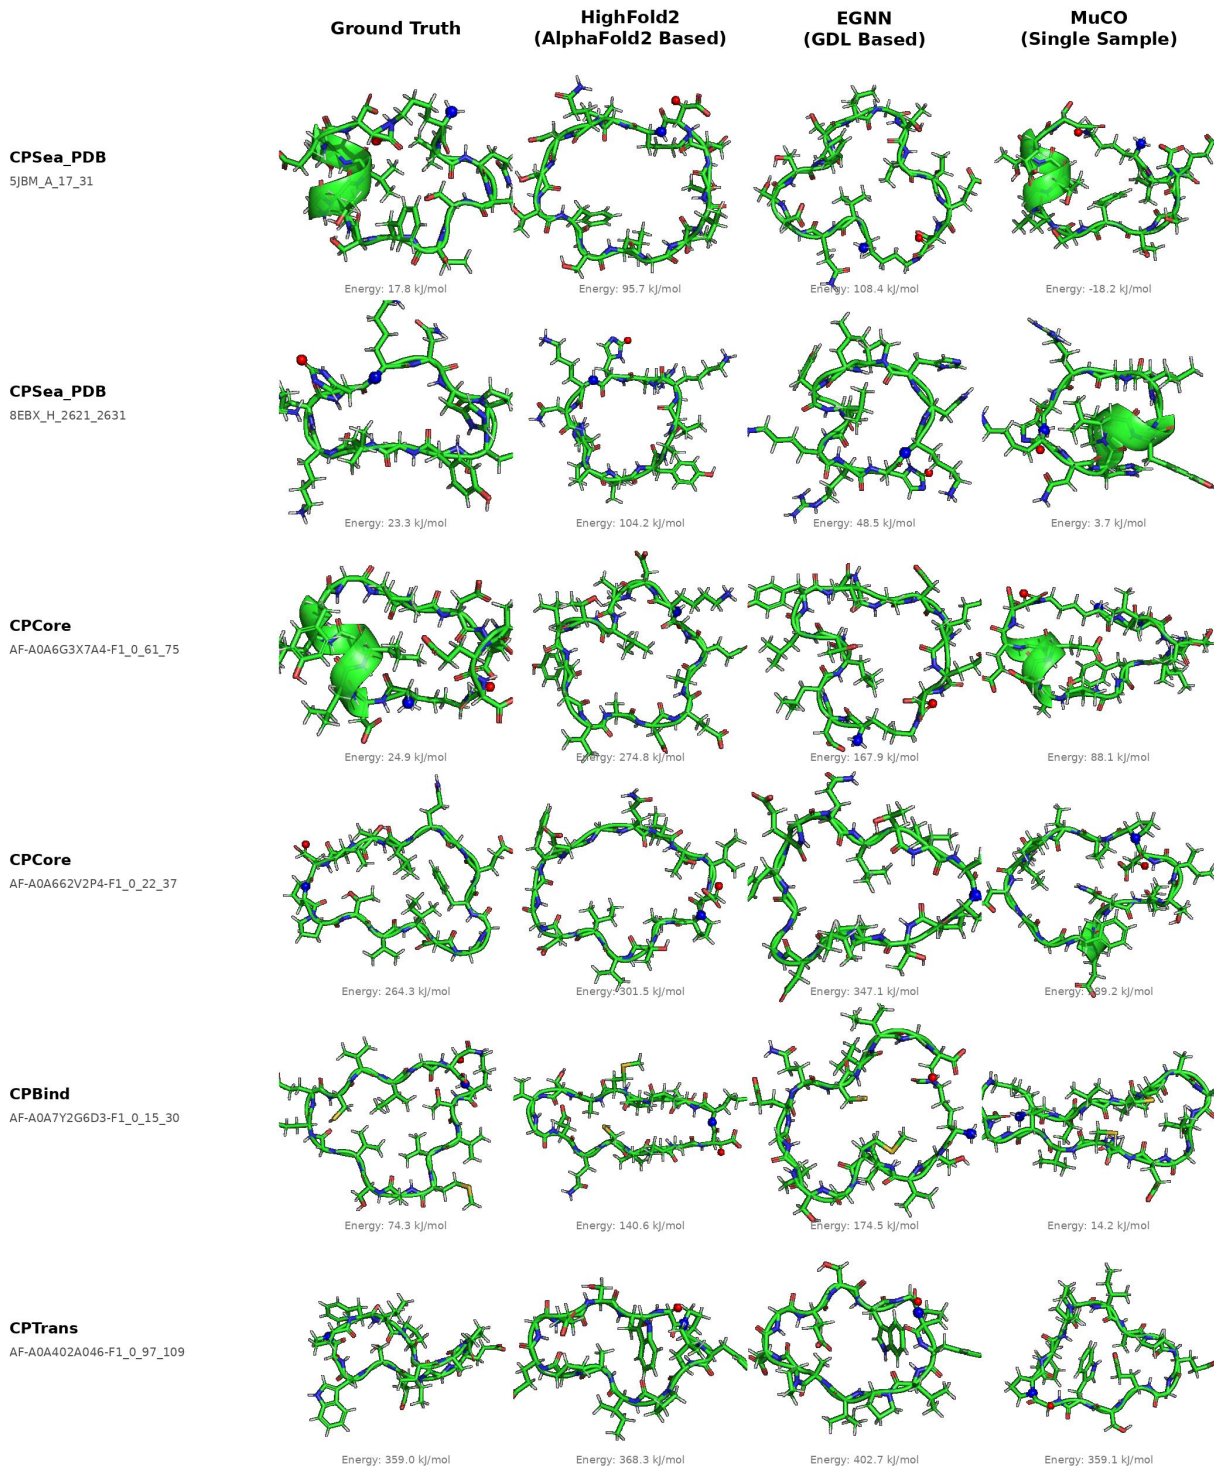 Ground Truth
HighFold2
(AlphaFold2 Based)
EGNN
(GDL Based)
MuCO
(Single Sample)
CPSea_PDB
5JBM_A_17_31
Energy: 17.8 kJ/mol
Energy: 95.7 kJ/mol
Energy: 108.4 kJ/mol
Energy: -18.2 kJ/mol
CPSea_PDB
8EBX_H_2621_2631
Energy: 23.3 kJ/mol
Energy: 104.2 kJ/mol
Energy: 48.5 kJ/mol
Energy: 3.7 kJ/mol
CPCore
AF-A0A6G3X7A4-F1_0_61_75
Energy: 24.9 kJ/mol
Energy: 274.8 kJ/mol
Energy: 167.9 kJ/mol
Energy: 88.1 kJ/mol
CPCore
AF-A0A662V2P4-F1_0_22_37
Energy: 264.3 kJ/mol
Energy: 301.5 kJ/mol
Energy: 347.1 kJ/mol
Energy: kJ/mol
CPBind
AF-A0A7Y2G6D3-F1_0_15_30
Energy: 74.3 kJ/mol
Energy: 140.6 kJ/mol
Energy: 174.5 kJ/mol
Energy: 14.2 kJ/mol
CPTrans
AF-A0A402A046-F1_0_97_109
Energy: 359.0 kJ/mol
Energy: 368.3 kJ/mol
Energy: 402.7 kJ/mol
Energy: 359.1 kJ/mol